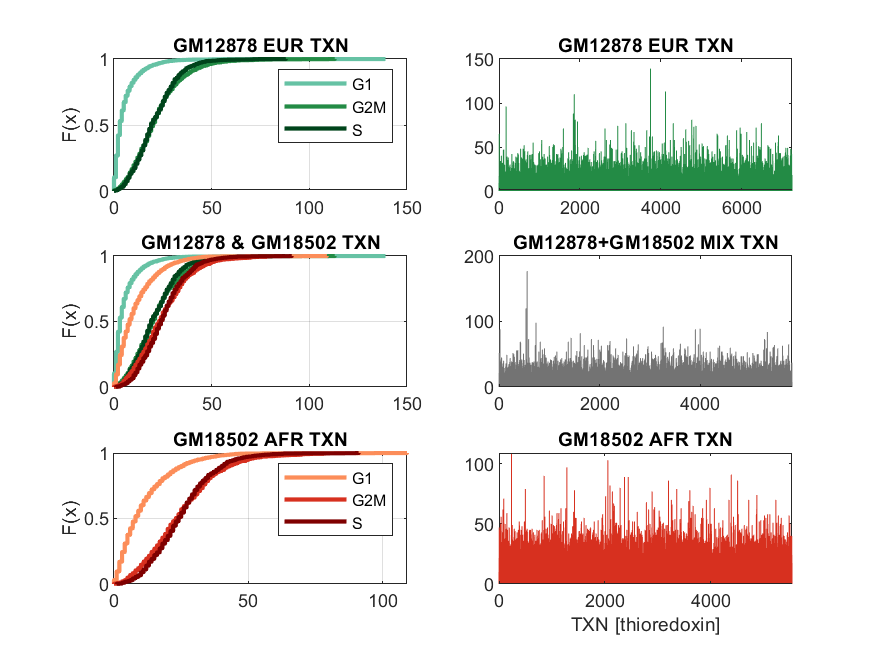 GM12878 EUR TXN
F(x)
1
0.5
0
0 50 100 150
G1
G2M
S
GM12878 EUR TXN
150
100
50
0
0 2000 4000 6000
GM12878 & GM18502 TXN
F(x)
1
0.5
0
0 50 100 150
GM12878+GM18502 MIX TXN
200
100
0
0 2000 4000
GM18502 AFR TXN
F(x)
1
0.5
0
0 50 100
G1
G2M
S
GM18502 AFR TXN
100
50
0
0 2000 4000
TXN [thioredoxin]